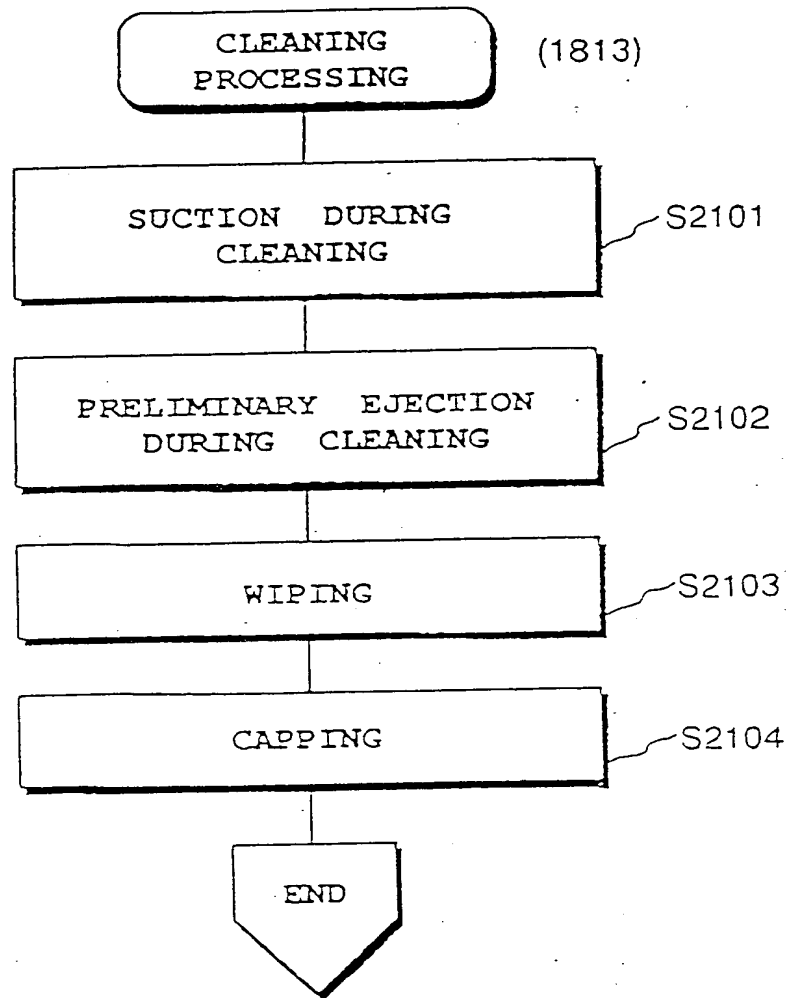 CLEANING
PROCESSING
(1813)
SUCTION DURING
CLEANING
S2101
PRELIMINARY EJECTION
DURING CLEANING
S2102
WIPING
S2103
CAPPING
S2104
END